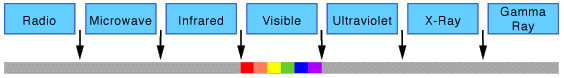 Radio
Microwave
Infrared
Visible
Ultraviolet
X-Ray
Gamma
Ray